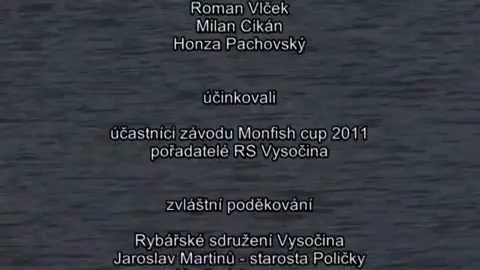 Roman Vlček
Milan Cikán
Honza Pachovský
účinkovali
účastníci závodu Monfish cup 2011
pořadatelé RS Vysočina
zvláštní poděkování
Rybářské sdružení Vysočina
Jaroslav Martinů - starosta Poličky